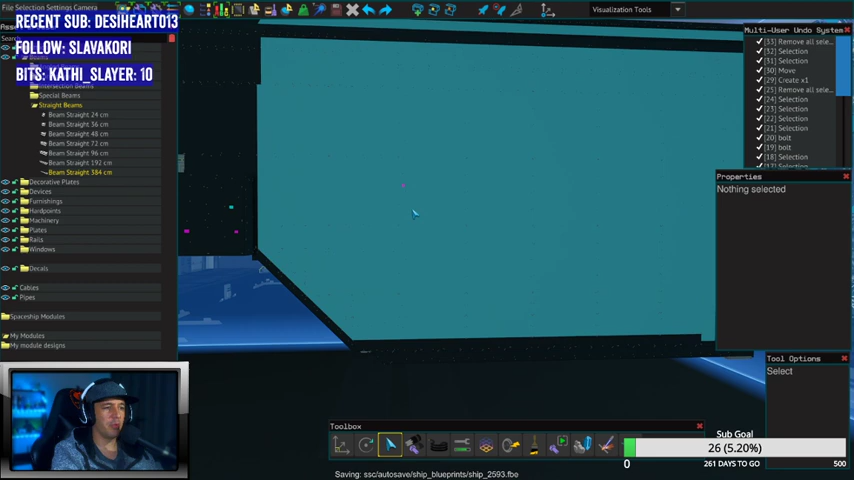 File Selection Settings Camera
Visualization Tools
RECENT SUB: DESIHEART013
FOLLOW: SLAVAKORI
BITS: KATHI_SLAYER: 10
Special Beams
Straight Beams
Beam Straight 24 cm
Beam Straight 36 cm
Beam Straight 48 cm
Beam Straight 72 cm
Beam Straight 96 cm
Beam Straight 192 cm
Beam Straight 384 cm
Decorative Plates
Devices
Furnishings
Hardpoints
Machinery
Plates
Rails
Windows
Decals
Cables
Pipes
Spaceship Modules
My Modules
My module designs
Multi-User Undo System
[33] Remove all sele...
[32] Selection
[31] Selection
[30] Move
[29] Create x1
[25] Remove all sele...
[24] Selection
[23] Selection
[22] Selection
[21] Selection
[20] bolt
[19] bolt
[18] Selection
Properties
Nothing selected
Tool Options
Select
Toolbox
Sub Goal
26 (5.20%)
0
261 DAYS TO GO
500
Saving: ssc/autosave/ship_blueprints/ship_2593.fbe